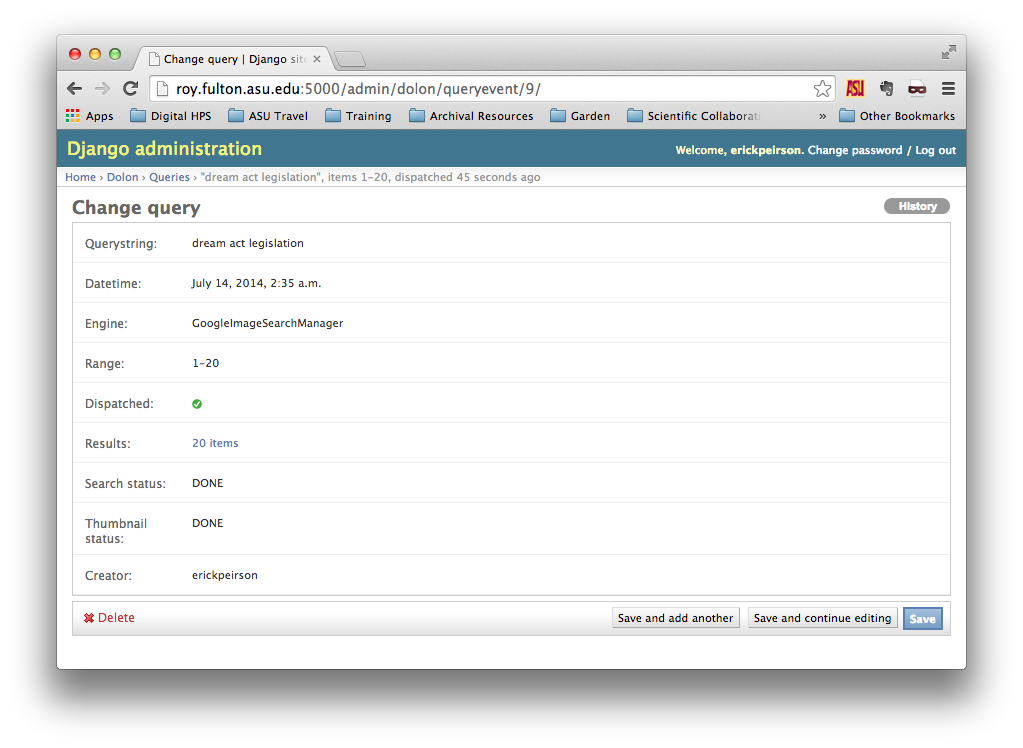 Change query | Django site
roy.fulton.asu.edu:5000/admin/dolon/queryevent/9/
ASU
Apps Digital HPS ASU Travel Training Archival Resources Garden Scientific Collaborati » Other Bookmarks
Django administration
Welcome, erickpeirson. Change password / Log out
Home › Dolon › Queries › "dream act legislation", items 1–20, dispatched 45 seconds ago
Change query
History
Querystring: dream act legislation
Datetime: July 14, 2014, 2:35 a.m.
Engine: GoogleImageSearchManager
Range: 1–20
Dispatched:
Results: 20 items
Search status: DONE
Thumbnail status: DONE
Creator: erickpeirson
Delete
Save and add another Save and continue editing Save